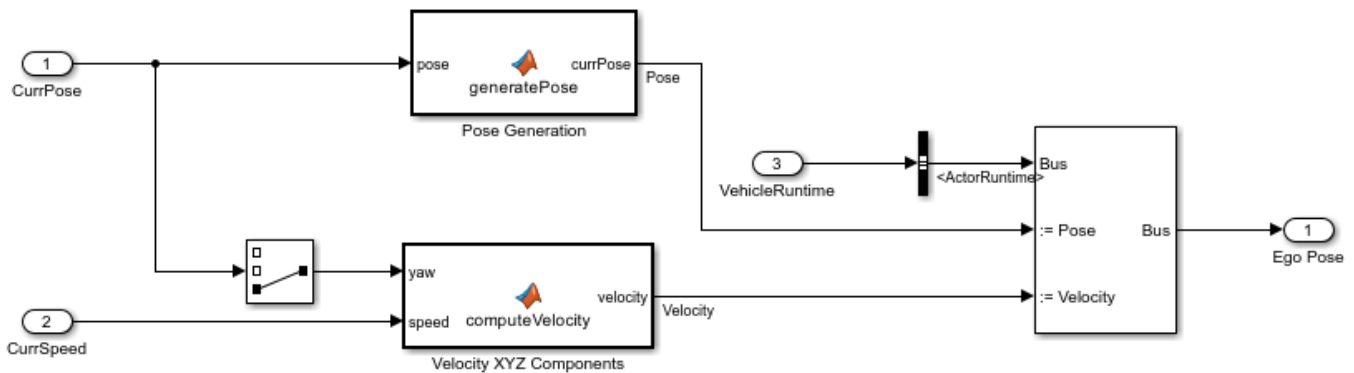 1
CurrPose
pose
generatePose
currPose
Pose Generation
Pose
3
VehicleRuntime
<ActorRuntime>
Bus
:= Pose
:= Velocity
Bus
1
Ego Pose
2
CurrSpeed
yaw
speed
computeVelocity
velocity
Velocity XYZ Components
Velocity